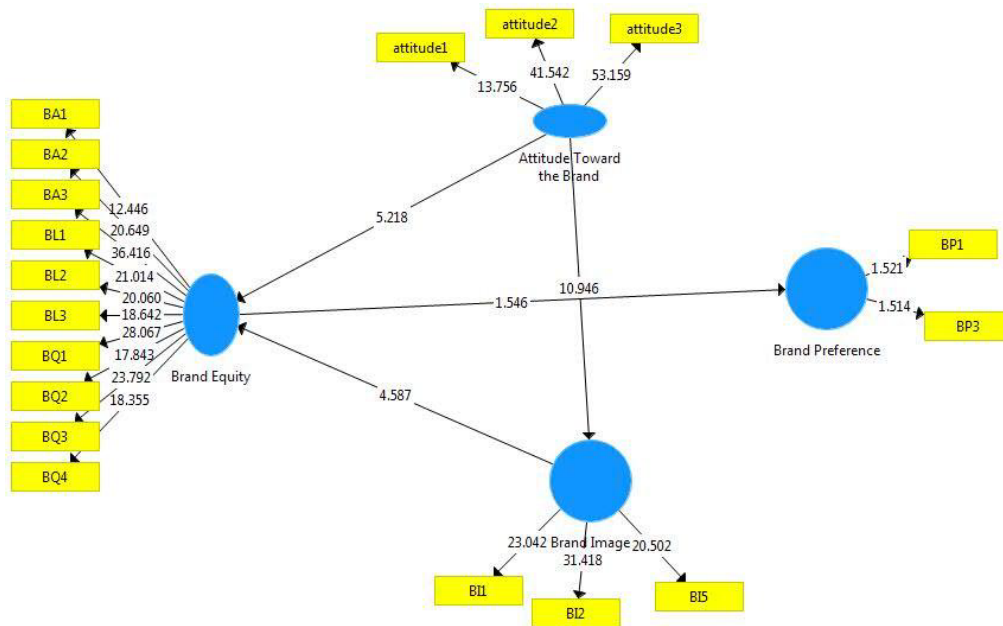 attitude1
attitude2
attitude3
13.756
41.542
53.159
Attitude Toward
the Brand
BA1
BA2
BA3
BL1
BL2
BL3
BQ1
BQ2
BQ3
BQ4
12.446
20.649
36.416
21.014
20.060
18.642
28.067
17.843
23.792
18.355
Brand Equity
5.218
1.546
10.946
4.587
Brand Preference
1.521
1.514
BP1
BP3
Brand Image
23.042
31.418
20.502
BI1
BI2
BI5